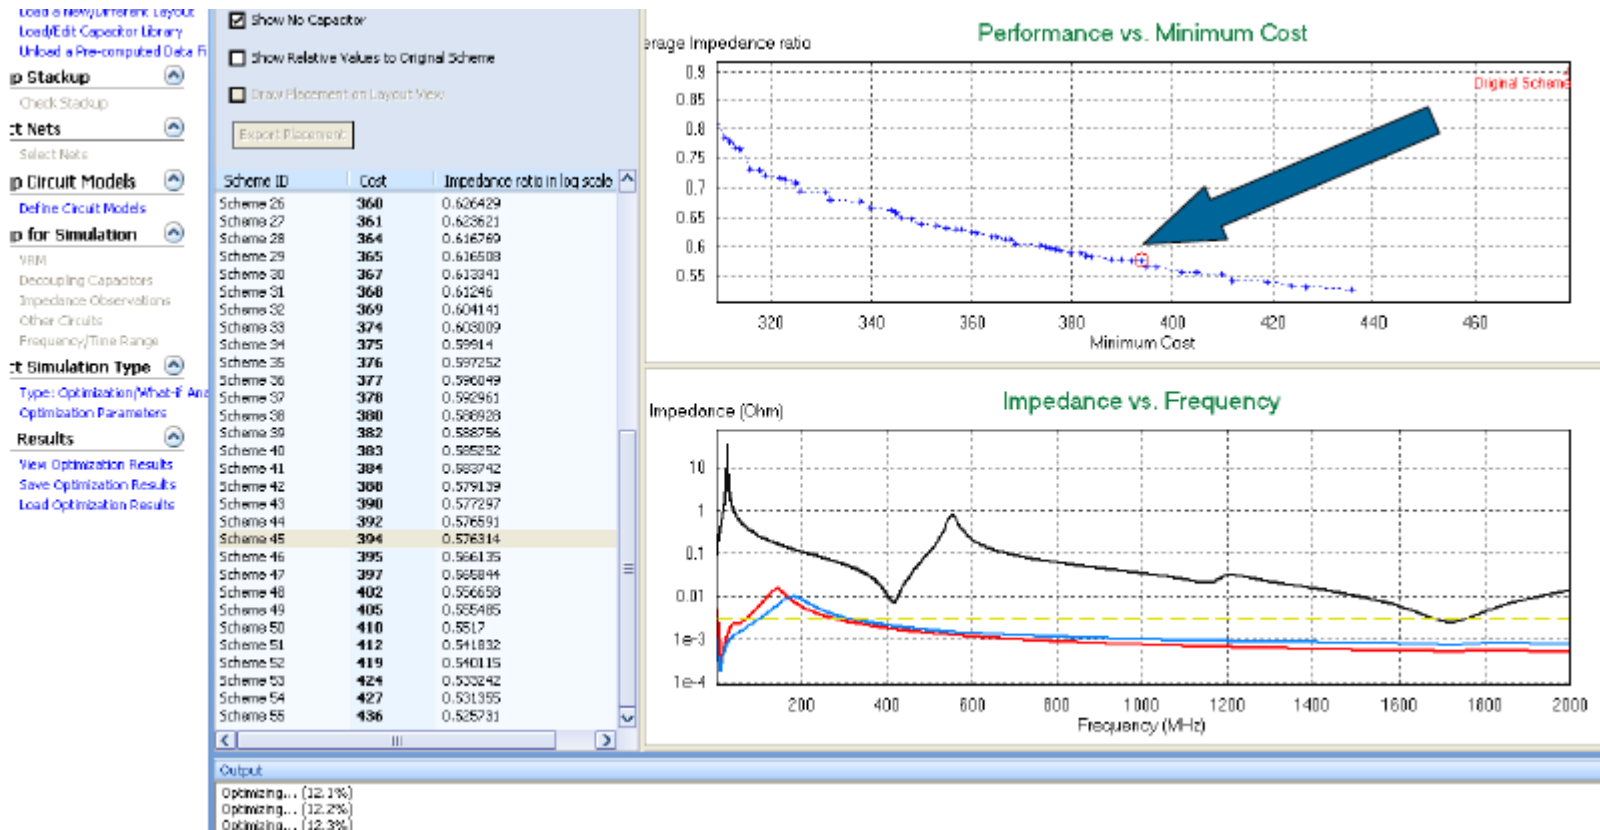 Load a New/Different Layout
Load/Edit Capacitor Library
Unload a Pre-computed Data Fi
p Stackup
Check Stackup
ct Nets
Select Nets
p Circuit Models
Define Circuit Models
p for Simulation
VRM
Decoupling Capacitors
Impedance Observations
Other Circuits
Frequency/Time Range
ct Simulation Type
Type: Optimization/What-if Ana
Optimization Parameters
Results
View Optimization Results
Save Optimization Results
Load Optimization Results
Show No Capacitor
Show Relative Values to Original Scheme
Draw Placement on Layout View
Export Placement
Scheme ID Cost Impedance ratio in log scale
Scheme 26 360 0.626429
Scheme 27 361 0.623621
Scheme 28 364 0.616769
Scheme 29 365 0.616508
Scheme 30 367 0.613341
Scheme 31 368 0.61246
Scheme 32 369 0.604141
Scheme 33 374 0.603009
Scheme 34 375 0.59914
Scheme 35 376 0.597252
Scheme 36 377 0.596049
Scheme 37 378 0.592961
Scheme 38 380 0.588928
Scheme 39 382 0.588756
Scheme 40 383 0.585252
Scheme 41 384 0.583742
Scheme 42 388 0.579139
Scheme 43 390 0.577297
Scheme 44 392 0.576591
Scheme 45 394 0.576314
Scheme 46 395 0.566135
Scheme 47 397 0.565844
Scheme 48 402 0.556658
Scheme 49 405 0.555485
Scheme 50 410 0.5517
Scheme 51 412 0.541832
Scheme 52 419 0.540115
Scheme 53 424 0.533242
Scheme 54 427 0.531355
Scheme 55 436 0.525731
Performance vs. Minimum Cost
erage Impedance ratio
0.9
Original Scheme
0.85
0.8
0.75
0.7
0.65
0.6
0.55
320 340 360 380 400 420 440 460
Minimum Cost
Impedance vs. Frequency
Impedance (Ohm)
10
1
0.1
0.01
1e-3
1e-4
200 400 600 800 1000 1200 1400 1600 1800 2000
Frequency (MHz)
Output
Optimizing... (12.1%)
Optimizing... (12.2%)
Optimizing... (12.3%)